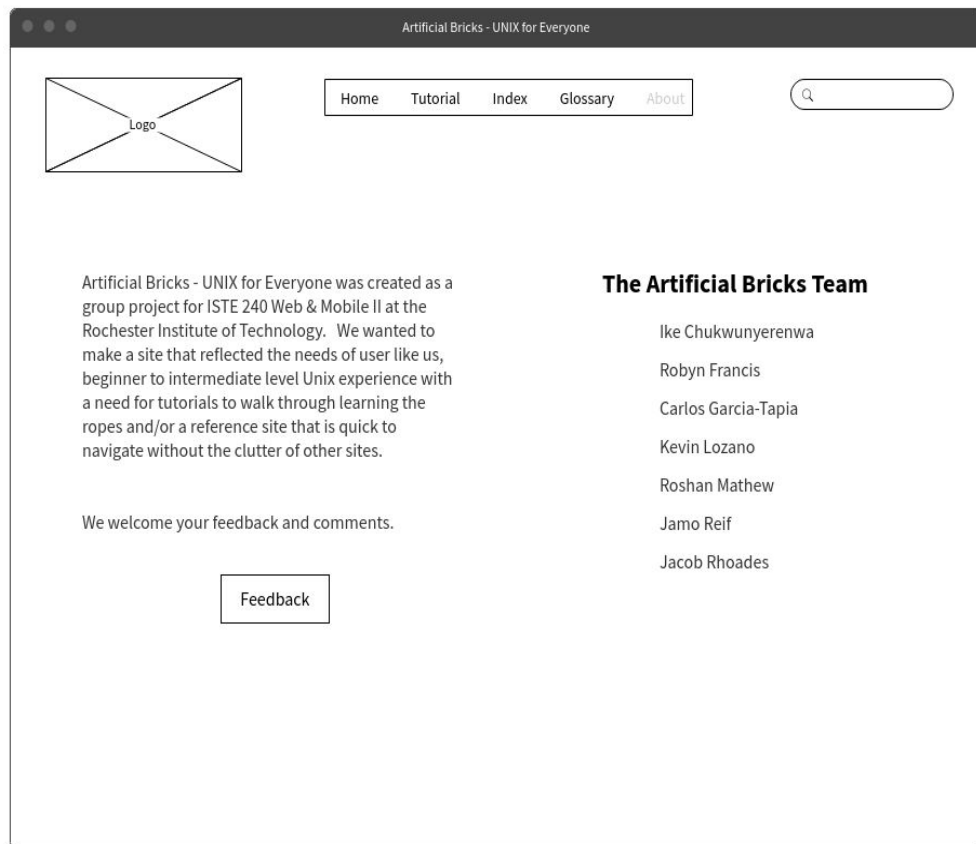 Artificial Bricks - UNIX for Everyone
Logo
Home Tutorial Index Glossary About
Artificial Bricks - UNIX for Everyone was created as a
group project for ISTE 240 Web & Mobile II at the
Rochester Institute of Technology.   We wanted to
make a site that reflected the needs of user like us,
beginner to intermediate level Unix experience with
a need for tutorials to walk through learning the
ropes and/or a reference site that is quick to
navigate without the clutter of other sites.
We welcome your feedback and comments.
Feedback
The Artificial Bricks Team
Ike Chukwunyerenwa
Robyn Francis
Carlos Garcia-Tapia
Kevin Lozano
Roshan Mathew
Jamo Reif
Jacob Rhoades